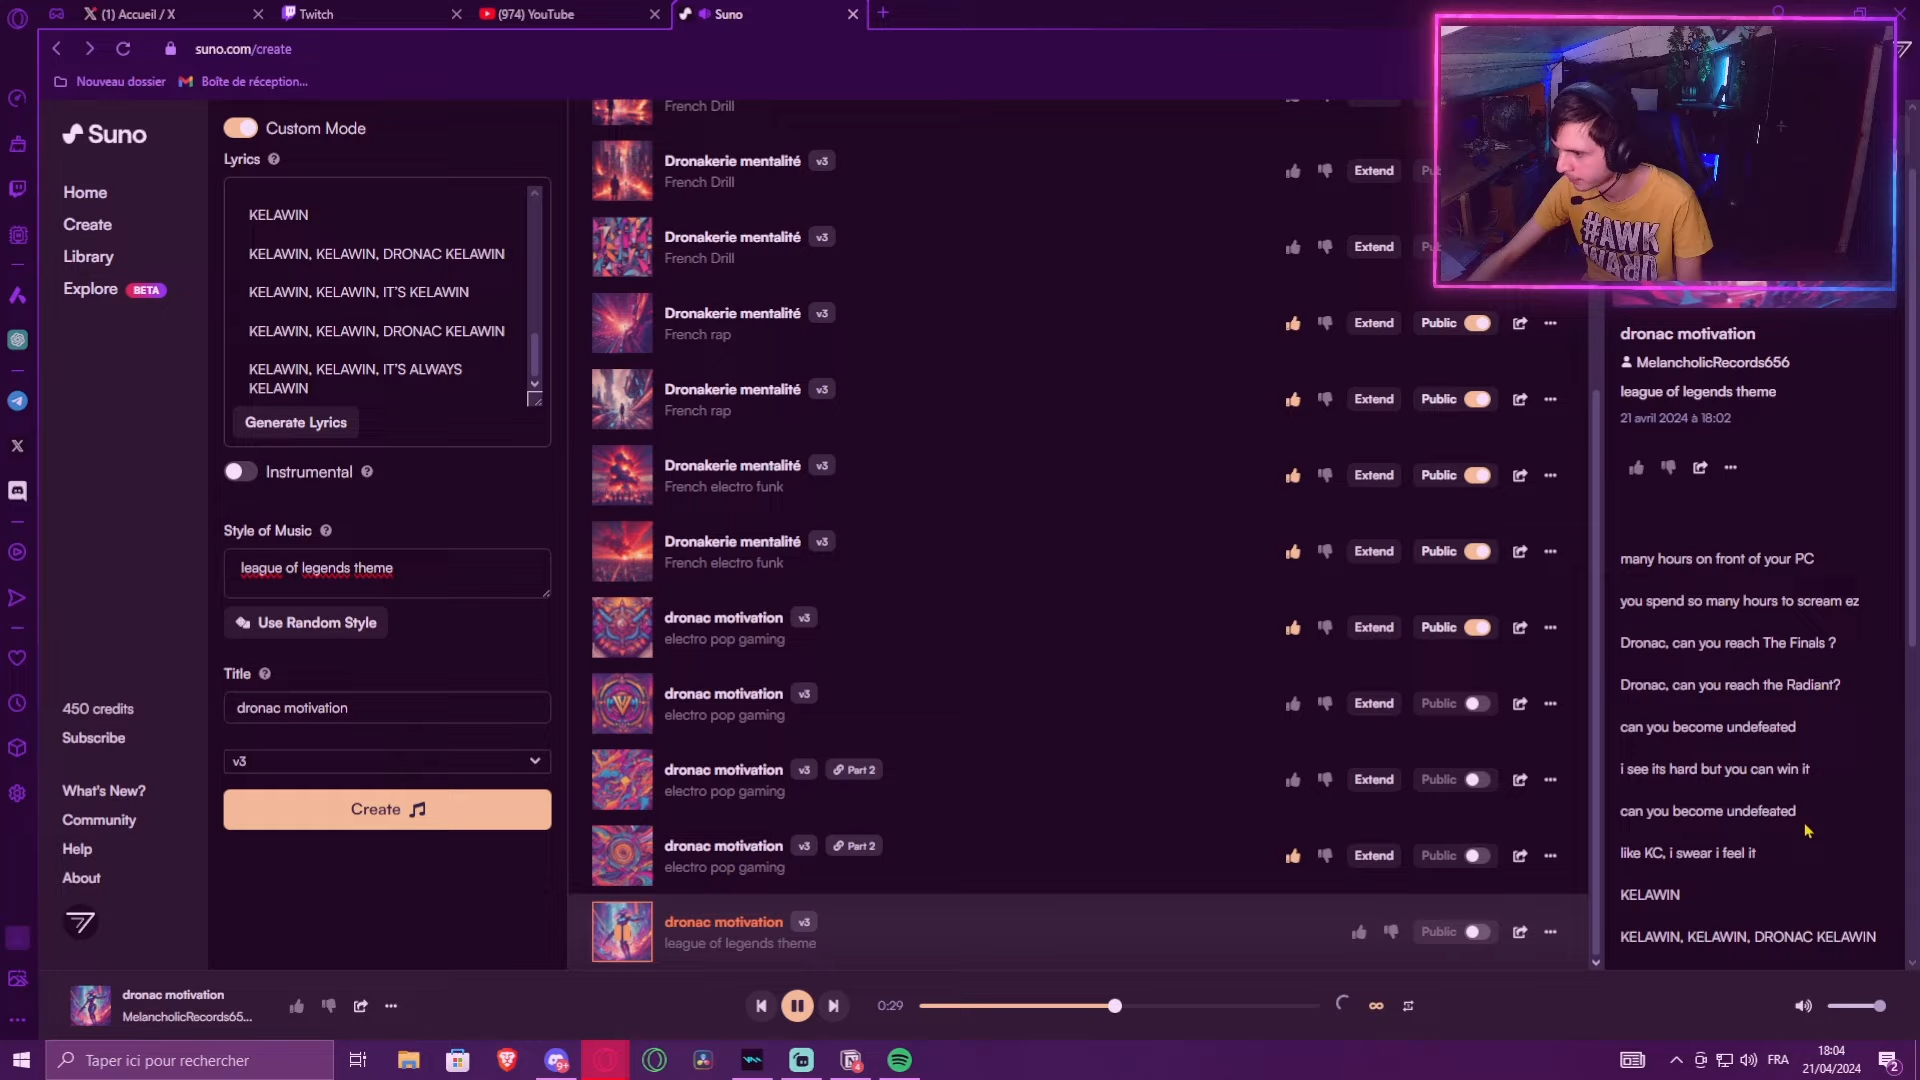 (1) Accueil / X
Twitch
(974) YouTube
Suno
suno.com/create
Nouveau dossier
Boîte de réception...
Suno
Home
Create
Library
Explore BETA
450 credits
Subscribe
What's New?
Community
Help
About
Custom Mode
Lyrics
KELAWIN
KELAWIN, KELAWIN, DRONAC KELAWIN
KELAWIN, KELAWIN, IT'S KELAWIN
KELAWIN, KELAWIN, DRONAC KELAWIN
KELAWIN, KELAWIN, IT'S ALWAYS
KELAWIN
Generate Lyrics
Instrumental
Style of Music
league of legends theme
Use Random Style
Title
dronac motivation
v3
Create
French Drill
Dronakerie mentalité v3
French Drill
Extend
Dronakerie mentalité v3
French Drill
Extend
Dronakerie mentalité v3
French rap
Extend Public
Dronakerie mentalité v3
French rap
Extend Public
Dronakerie mentalité v3
French electro funk
Extend Public
Dronakerie mentalité v3
French electro funk
Extend Public
dronac motivation v3
electro pop gaming
Extend Public
dronac motivation v3
electro pop gaming
Extend Public
dronac motivation v3 Part 2
electro pop gaming
Extend Public
dronac motivation v3 Part 2
electro pop gaming
Extend Public
dronac motivation v3
league of legends theme
Public
#AWK
dronac motivation
MelancholicRecords656
league of legends theme
21 avril 2024 à 18:02
many hours on front of your PC
you spend so many hours to scream ez
Dronac, can you reach The Finals ?
Dronac, can you reach the Radiant?
can you become undefeated
i see its hard but you can win it
can you become undefeated
like KC, i swear i feel it
KELAWIN
KELAWIN, KELAWIN, DRONAC KELAWIN
dronac motivation
MelancholicRecords65...
0:29
Taper ici pour rechercher
FRA
18:04
21/04/2024